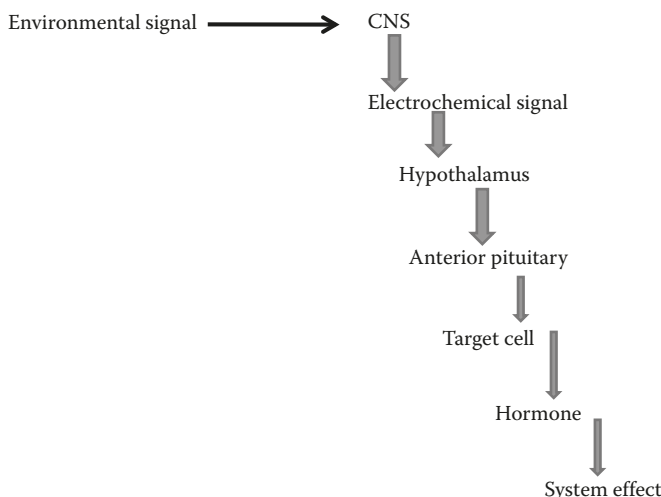 Environmental signal
CNS
Electrochemical signal
Hypothalamus
Anterior pituitary
Target cell
Hormone
System effect